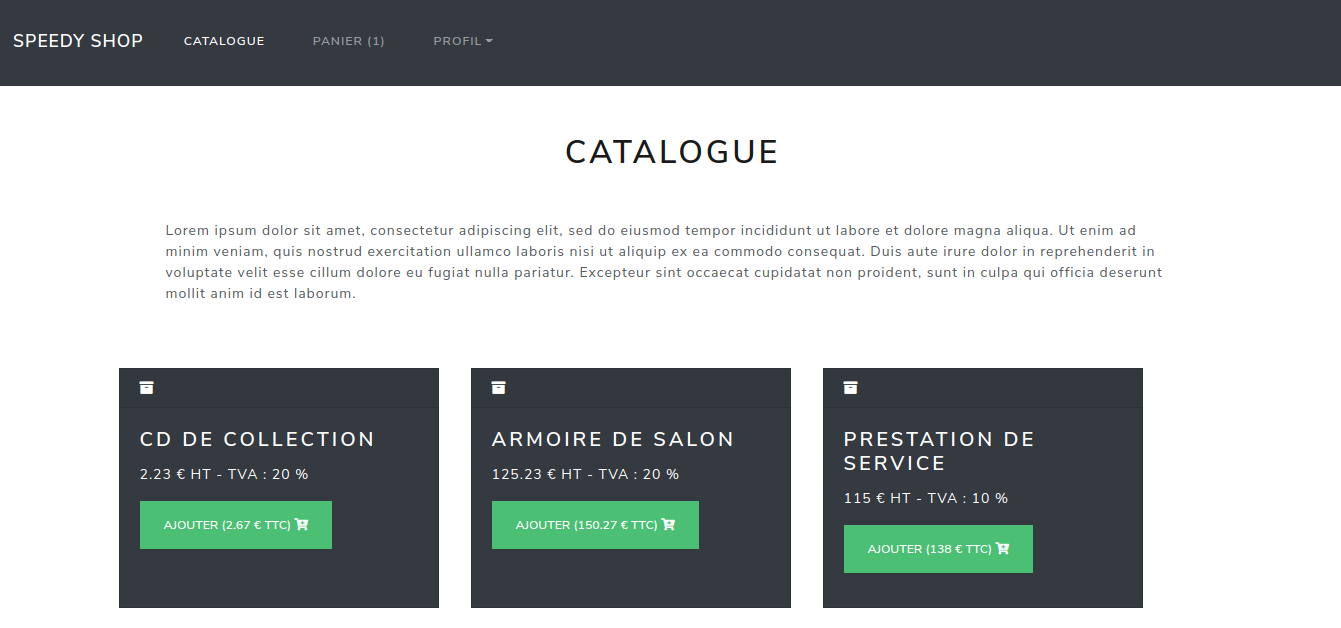 SPEEDY SHOP CATALOGUE PANIER (1) PROFIL
CATALOGUE
Lorem ipsum dolor sit amet, consectetur adipiscing elit, sed do eiusmod tempor incididunt ut labore et dolore magna aliqua. Ut enim ad
minim veniam, quis nostrud exercitation ullamco laboris nisi ut aliquip ex ea commodo consequat. Duis aute irure dolor in reprehenderit in
voluptate velit esse cillum dolore eu fugiat nulla pariatur. Excepteur sint occaecat cupidatat non proident, sunt in culpa qui officia deserunt
mollit anim id est laborum.
CD DE COLLECTION
2.23 € HT - TVA : 20 %
AJOUTER (2.67 € TTC)
ARMOIRE DE SALON
125.23 € HT - TVA : 20 %
AJOUTER (150.27 € TTC)
PRESTATION DE
SERVICE
115 € HT - TVA : 10 %
AJOUTER (138 € TTC)